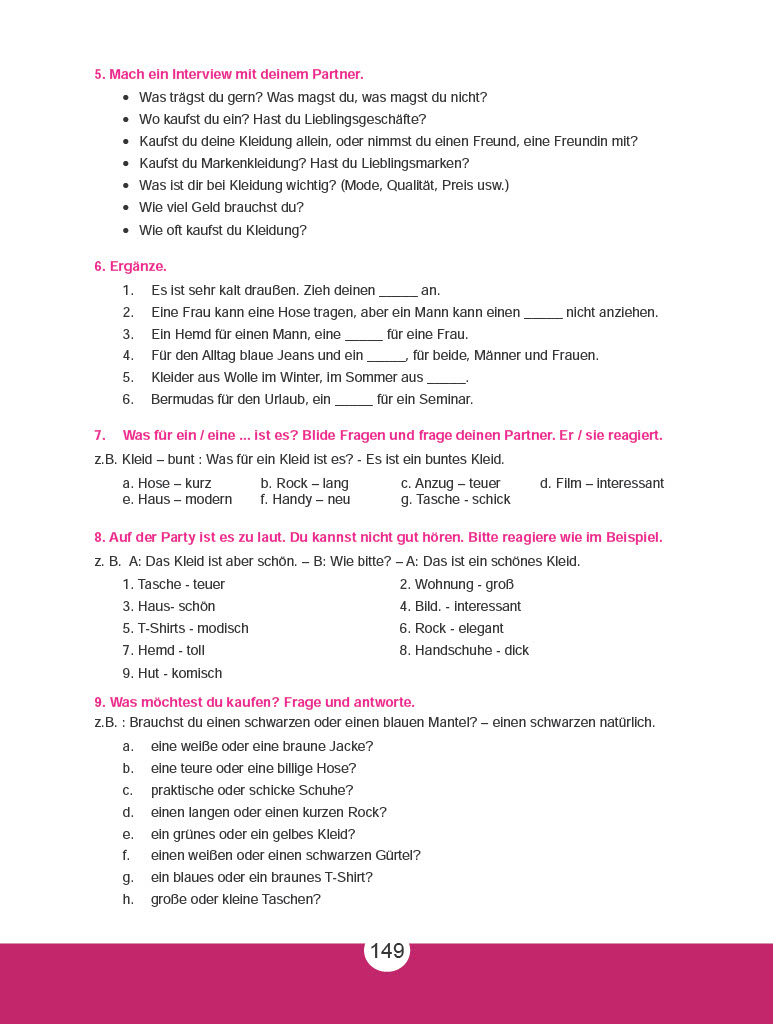 5. Mach ein Interview mit deinem Partner.
• Was trägst du gern? Was magst du, was magst du nicht?
• Wo kaufst du ein? Hast du Lieblingsgeschäfte?
• Kaufst du deine Kleidung allein, oder nimmst du einen Freund, eine Freundin mit?
• Kaufst du Markenkleidung? Hast du Lieblingsmarken?
• Was ist dir bei Kleidung wichtig? (Mode, Qualität, Preis usw.)
• Wie viel Geld brauchst du?
• Wie oft kaufst du Kleidung?
6. Ergänze.
1. Es ist sehr kalt draußen. Zieh deinen _____ an.
2. Eine Frau kann eine Hose tragen, aber ein Mann kann einen _____ nicht anziehen.
3. Ein Hemd für einen Mann, eine _____ für eine Frau.
4. Für den Alltag blaue Jeans und ein _____, für beide, Männer und Frauen.
5. Kleider aus Wolle im Winter, im Sommer aus _____.
6. Bermudas für den Urlaub, ein _____ für ein Seminar.
7. Was für ein / eine ... ist es? Blide Fragen und frage deinen Partner. Er / sie reagiert.
z.B. Kleid – bunt : Was für ein Kleid ist es? - Es ist ein buntes Kleid.
a. Hose – kurz b. Rock – lang c. Anzug – teuer d. Film – interessant
e. Haus – modern f. Handy – neu g. Tasche - schick
8. Auf der Party ist es zu laut. Du kannst nicht gut hören. Bitte reagiere wie im Beispiel.
z. B. A: Das Kleid ist aber schön. – B: Wie bitte? – A: Das ist ein schönes Kleid.
1. Tasche - teuer 2. Wohnung - groß
3. Haus- schön 4. Bild. - interessant
5. T-Shirts - modisch 6. Rock - elegant
7. Hemd - toll 8. Handschuhe - dick
9. Hut - komisch
9. Was möchtest du kaufen? Frage und antworte.
z.B. : Brauchst du einen schwarzen oder einen blauen Mantel? – einen schwarzen natürlich.
a. eine weiße oder eine braune Jacke?
b. eine teure oder eine billige Hose?
c. praktische oder schicke Schuhe?
d. einen langen oder einen kurzen Rock?
e. ein grünes oder ein gelbes Kleid?
f. einen weißen oder einen schwarzen Gürtel?
g. ein blaues oder ein braunes T-Shirt?
h. große oder kleine Taschen?
149